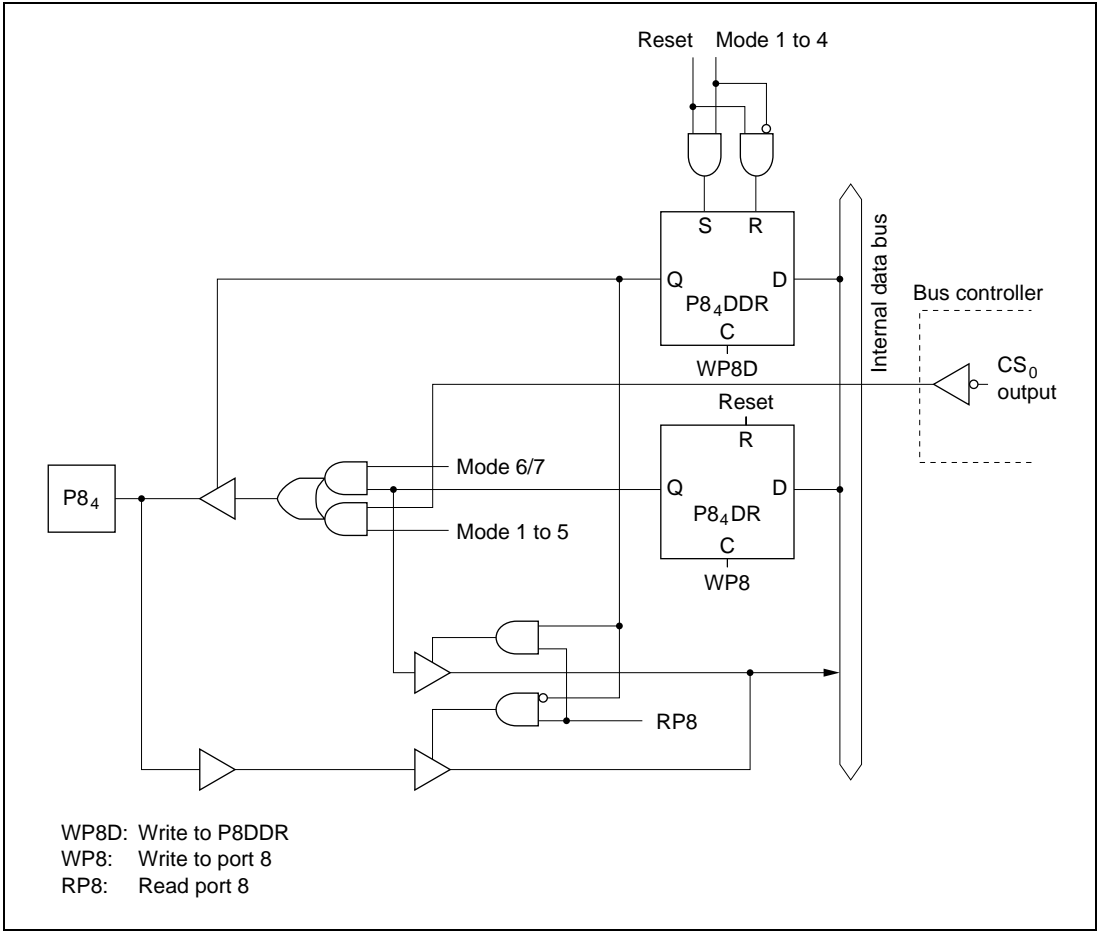 Reset Mode 1 to 4
S R
Q D
P8₄DDR
C
WP8D
Internal data bus
Bus controller
CS₀
output
Reset
R
Mode 6/7
Q D
P8₄
P8₄DR
Mode 1 to 5
C
WP8
RP8
WP8D: Write to P8DDR
WP8: Write to port 8
RP8: Read port 8